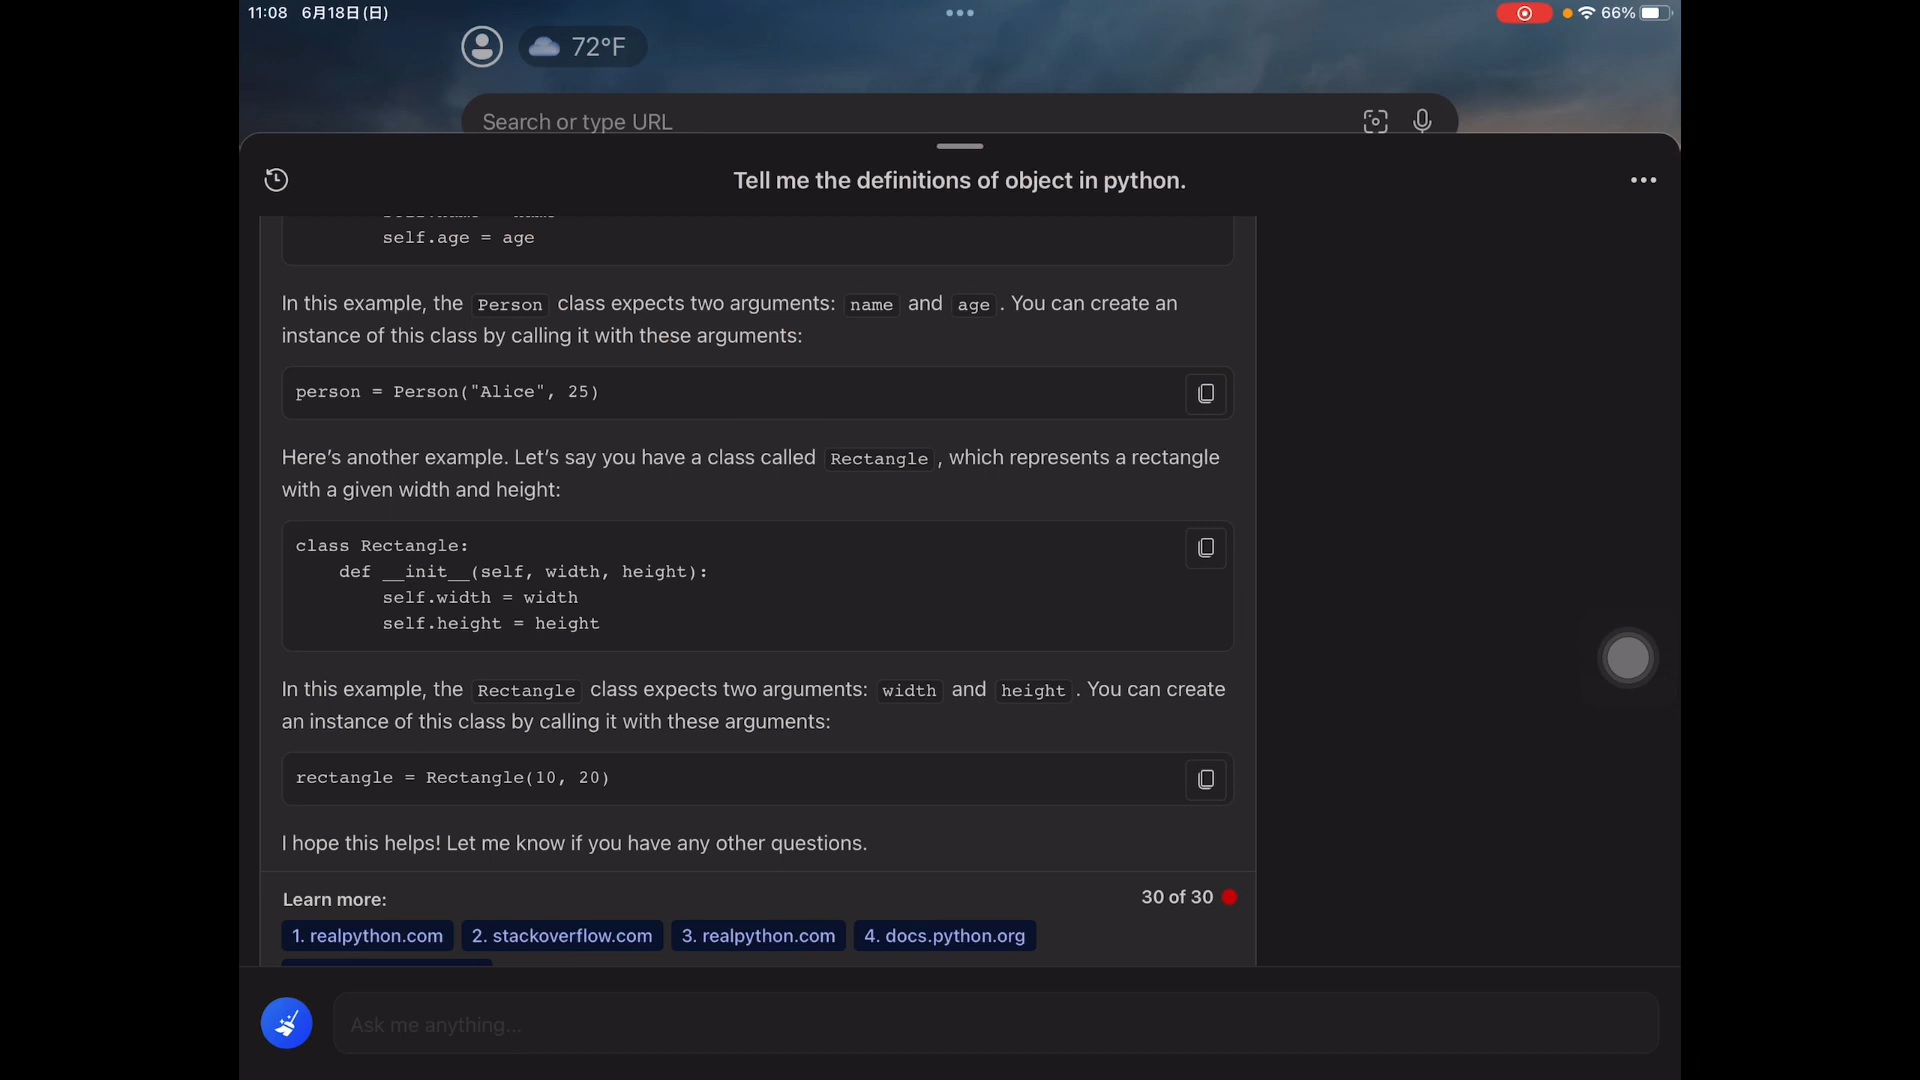 11:08 6月18日(日)
66%
72°F
Search or type URL
Tell me the definitions of object in python.
self.age = age
In this example, the Person class expects two arguments: name and age . You can create an
instance of this class by calling it with these arguments:
person = Person("Alice", 25)
Here’s another example. Let’s say you have a class called Rectangle , which represents a rectangle
with a given width and height:
class Rectangle:
    def __init__(self, width, height):
        self.width = width
        self.height = height
In this example, the Rectangle class expects two arguments: width and height . You can create
an instance of this class by calling it with these arguments:
rectangle = Rectangle(10, 20)
I hope this helps! Let me know if you have any other questions.
Learn more:
30 of 30
1. realpython.com 2. stackoverflow.com 3. realpython.com 4. docs.python.org
Ask me anything...